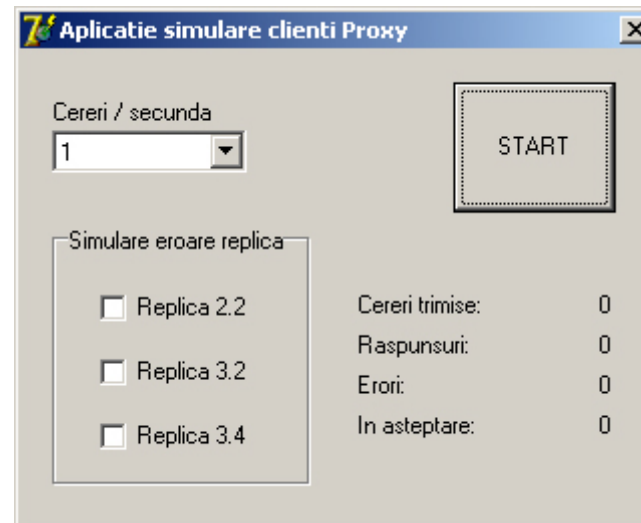 Aplicatie simulare clienti Proxy
Cereri / secunda
1
START
Simulare eroare replica
Replica 2.2
Replica 3.2
Replica 3.4
Cereri trimise: 0
Raspunsuri: 0
Erori: 0
In asteptare: 0